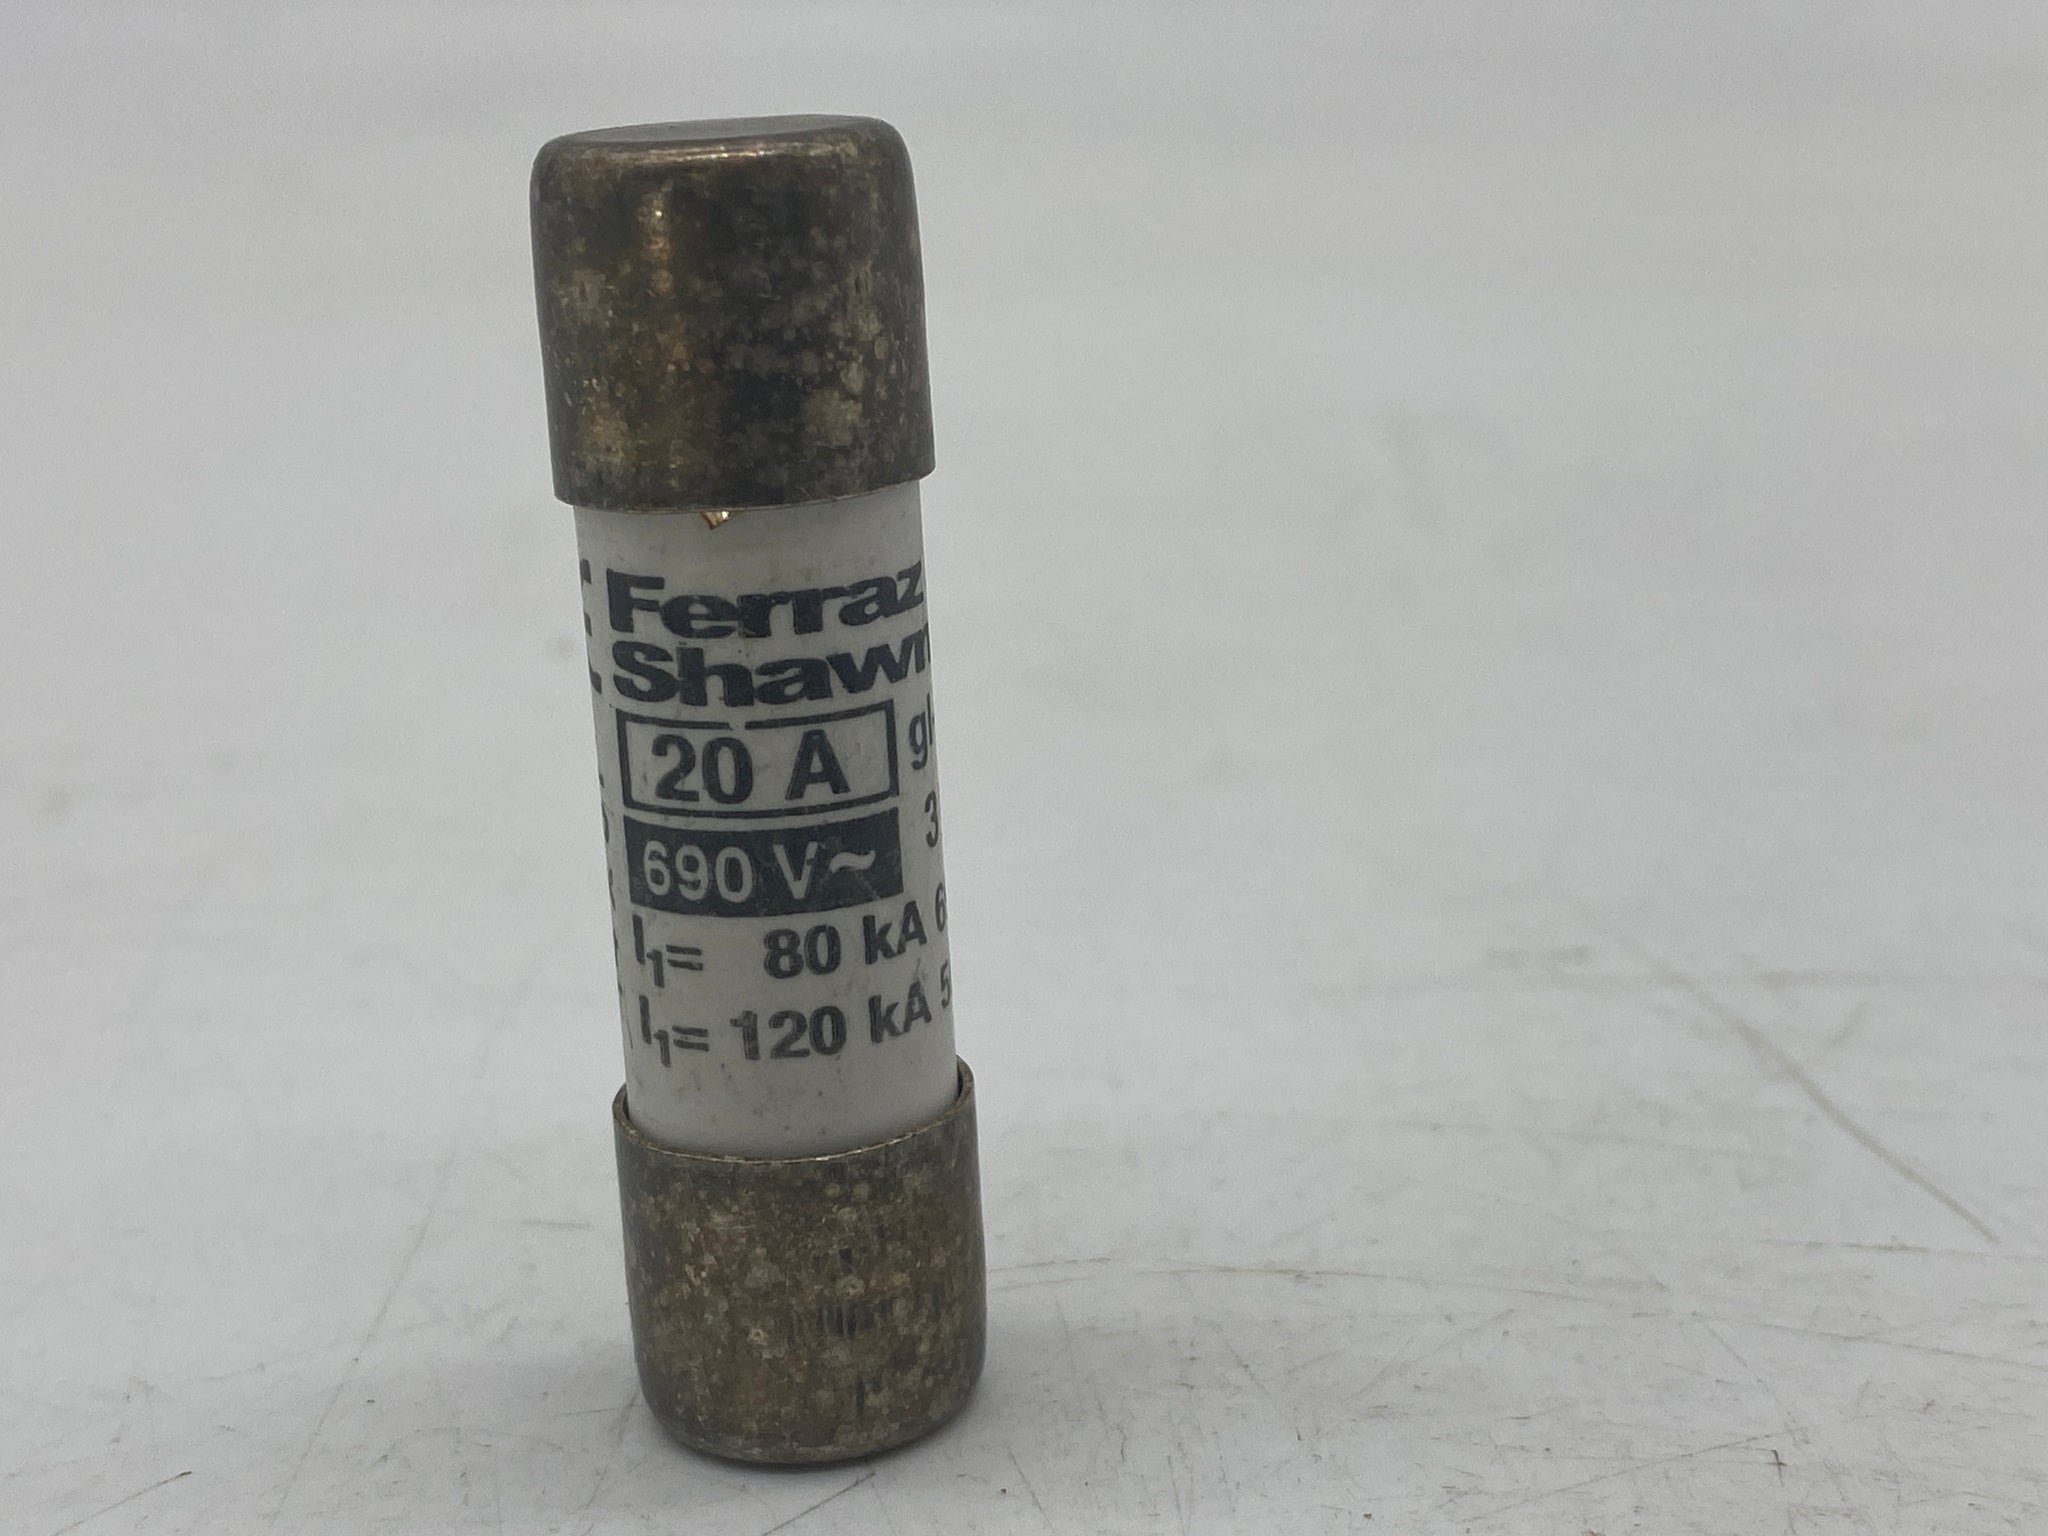 Ferraz
Shawm
20 A
690 V~
I₁= 80 kA
I₁= 120 kA